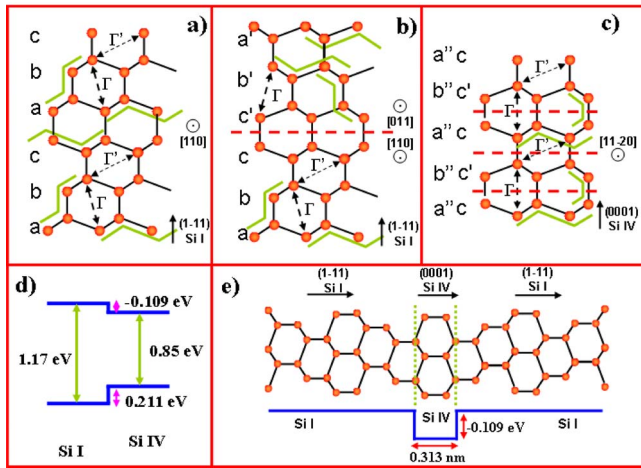 a)
c
Γ'
b
Γ
a
[110]
c
Γ'
b
Γ
a
(1-11)
Si I
b)
a'
b'
Γ
c'
[011]
[110]
c
Γ'
b
Γ
a
(1-11)
Si I
c)
a'' c
Γ'
b'' c'
Γ
a'' c
[11-20]
Γ'
b'' c'
Γ
a'' c
(0001)
Si IV
d)
-0.109 eV
1.17 eV
0.85 eV
0.211 eV
Si I
Si IV
e)
(1-11)
Si I
(0001)
Si IV
(1-11)
Si I
Si I
Si IV
Si I
-0.109 eV
0.313 nm